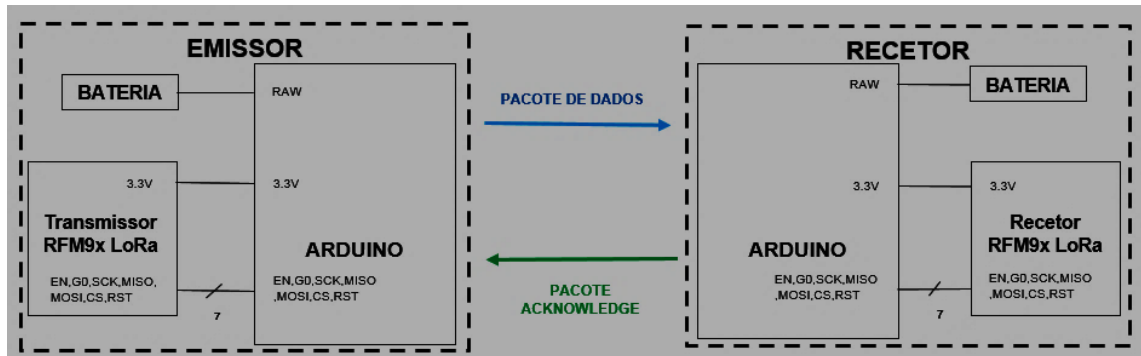 EMISSOR
BATERIA
RAW
3.3V
3.3V
Transmissor
RFM9x LoRa
ARDUINO
EN,G0,SCK,MISO,
MOSI,CS,RST
EN,G0,SCK,MISO
,MOSI,CS,RST
7
PACOTE DE DADOS
PACOTE
ACKNOWLEDGE
RECETOR
RAW
BATERIA
3.3V
3.3V
Recetor
RFM9x LoRa
ARDUINO
EN,G0,SCK,MISO
,MOSI,CS,RST
EN,G0,SCK,MISO
,MOSI,CS,RST
7